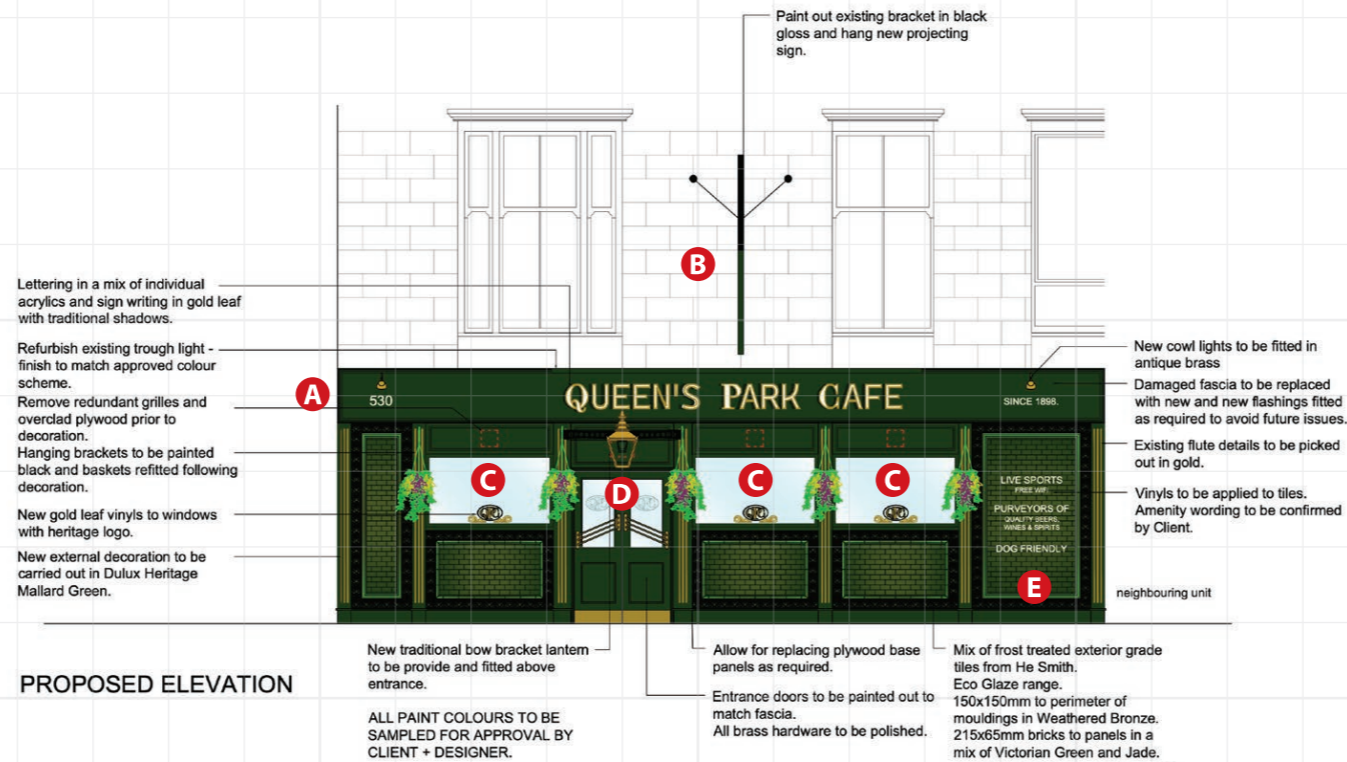 Paint out existing bracket in black
gloss and hang new projecting
sign.
B
Lettering in a mix of individual
acrylics and sign writing in gold leaf
with traditional shadows.
Refurbish existing trough light -
finish to match approved colour
scheme.
A
Remove redundant grilles and
overclad plywood prior to
decoration.
Hanging brackets to be painted
black and baskets refitted following
decoration.
New gold leaf vinyls to windows
with heritage logo.
New external decoration to be
carried out in Dulux Heritage
Mallard Green.
530
QUEEN'S PARK CAFE
SINCE 1898.
C
D
C
C
LIVE SPORTS
FREE WIFI
PURVEYORS OF
QUALITY BEERS,
WINES & SPIRITS
DOG FRIENDLY
E
New cowl lights to be fitted in
antique brass
Damaged fascia to be replaced
with new and new flashings fitted
as required to avoid future issues.
Existing flute details to be picked
out in gold.
Vinyls to be applied to tiles.
Amenity wording to be confirmed
by Client.
neighbouring unit
PROPOSED ELEVATION
New traditional bow bracket lantern
to be provide and fitted above
entrance.
ALL PAINT COLOURS TO BE
SAMPLED FOR APPROVAL BY
CLIENT + DESIGNER.
Allow for replacing plywood base
panels as required.
Entrance doors to be painted out to
match fascia.
All brass hardware to be polished.
Mix of frost treated exterior grade
tiles from He Smith.
Eco Glaze range.
150x150mm to perimeter of
mouldings in Weathered Bronze.
215x65mm bricks to panels in a
mix of Victorian Green and Jade.